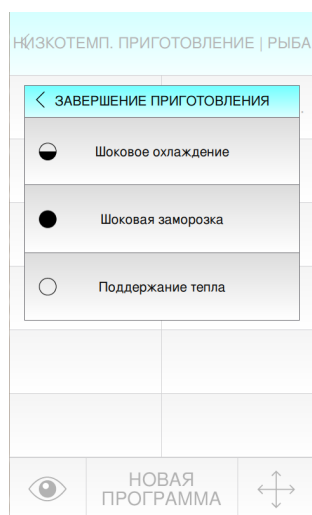 НИЗКОТЕМП. ПРИГОТОВЛЕНИЕ | РЫБА
ЗАВЕРШЕНИЕ ПРИГОТОВЛЕНИЯ
Шоковое охлаждение
Шоковая заморозка
Поддержание тепла
НОВАЯ
ПРОГРАММА